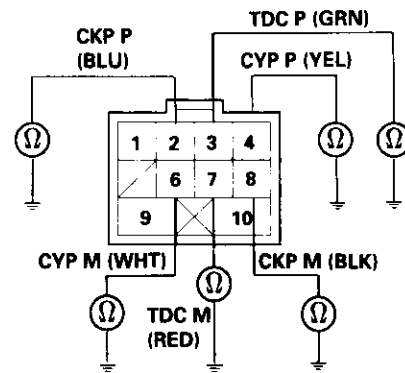 TDC P (GRN)
CKP P
(BLU)
CYP P (YEL)
Ω
Ω
Ω
1 2 3 4
6 7 8
9 10
CYP M (WHT)
CKP M (BLK)
Ω
Ω
Ω
TDC M
(RED)